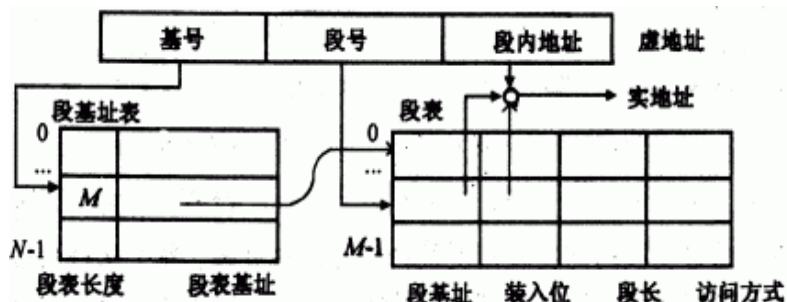 基号 段号 段内地址 虚地址
实地址
段基址表 段表
0 0
... ...
M
N-1 M-1
段表长度 段表基址 段基址 装入位 段长 访问方式